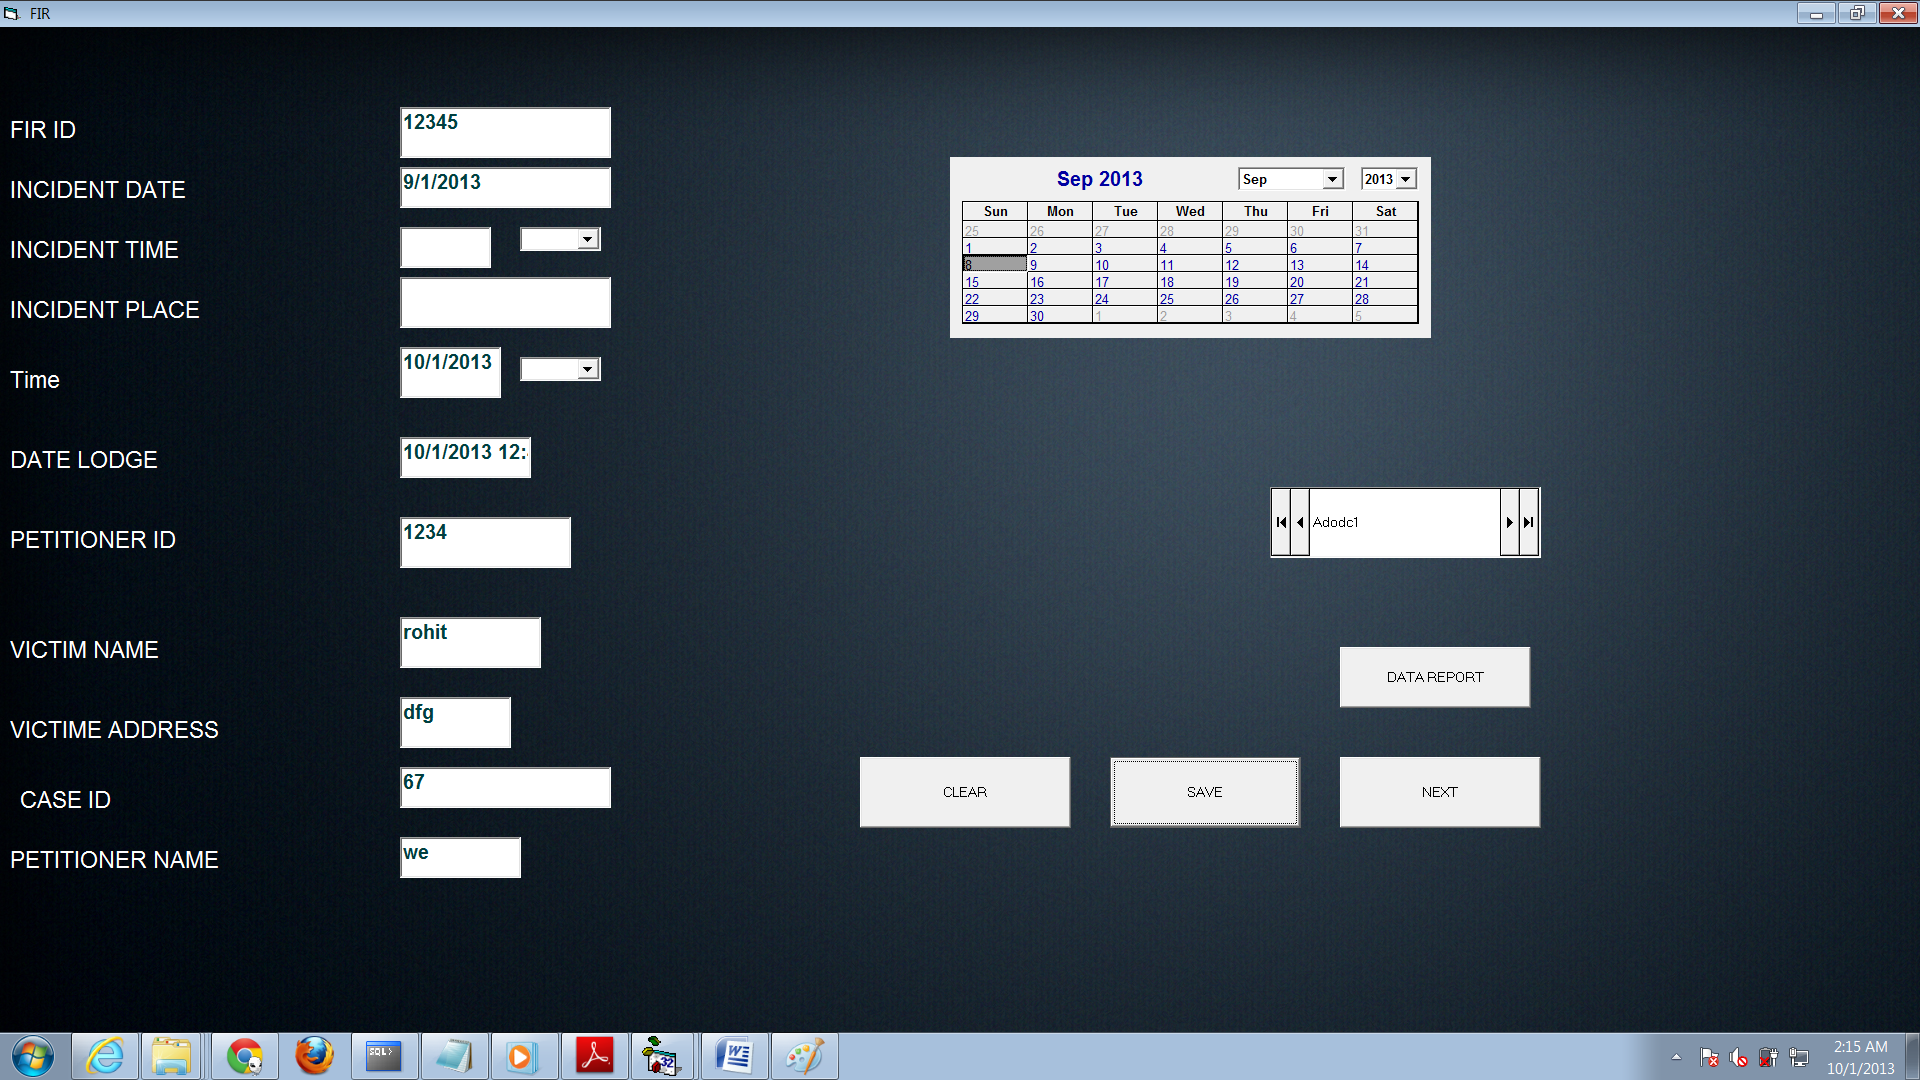 FIR
FIR ID
12345
INCIDENT DATE
9/1/2013
INCIDENT TIME
INCIDENT PLACE
Time
10/1/2013
DATE LODGE
10/1/2013 12:
PETITIONER ID
1234
VICTIM NAME
rohit
VICTIME ADDRESS
dfg
CASE ID
67
PETITIONER NAME
we
Sep 2013
Sep
2013
Sun Mon Tue Wed Thu Fri Sat
25 26 27 28 29 30 31
1 2 3 4 5 6 7
8 9 10 11 12 13 14
15 16 17 18 19 20 21
22 23 24 25 26 27 28
29 30 1 2 3 4 5
Adodc1
DATA REPORT
CLEAR
SAVE
NEXT
SQL>
32
W
2:15 AM
10/1/2013